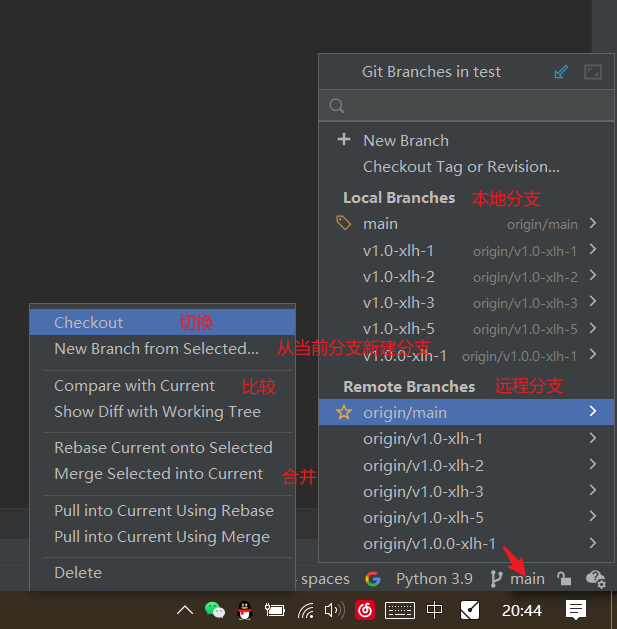 Git Branches in test
New Branch
Checkout Tag or Revision...
Local Branches 本地分支
main origin/main
v1.0-xlh-1 origin/v1.0-xlh-1
v1.0-xlh-2 origin/v1.0-xlh-2
v1.0-xlh-3 origin/v1.0-xlh-3
v1.0-xlh-5 origin/v1.0-xlh-5
v1.0.0-xlh-1 origin/v1.0.0-xlh-1
Remote Branches 远程分支
origin/main
origin/v1.0-xlh-1
origin/v1.0-xlh-2
origin/v1.0-xlh-3
origin/v1.0-xlh-5
origin/v1.0.0-xlh-1
Checkout 切换
New Branch from Selected... 从当前分支新建分支
Compare with Current 比较
Show Diff with Working Tree
Rebase Current onto Selected
Merge Selected into Current 合并
Pull into Current Using Rebase
Pull into Current Using Merge
Delete
spaces Python 3.9 main
中 20:44